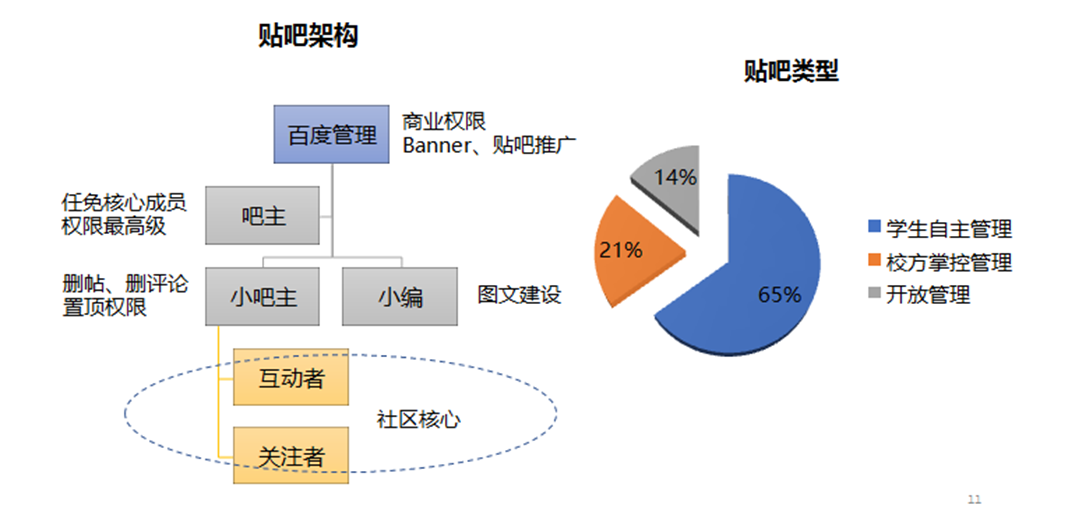 贴吧架构
百度管理
商业权限
Banner、贴吧推广
任免核心成员
权限最高级
吧主
删帖、删评论
置顶权限
小吧主
小编
图文建设
互动者
社区核心
关注者
贴吧类型
14%
21%
65%
学生自主管理
校方掌控管理
开放管理
11